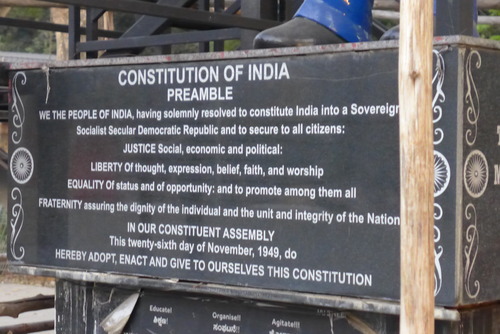 CONSTITUTION OF INDIA
PREAMBLE
WE THE PEOPLE OF INDIA, having solemnly resolved to constitute India into a Sovereign
Socialist Secular Democratic Republic and to secure to all citizens:
JUSTICE Social, economic and political:
LIBERTY Of thought, expression, belief, faith, and worship
EQUALITY Of status and of opportunity: and to promote among them all
FRATERNITY assuring the dignity of the individual and the unit and integrity of the Nation
IN OUR CONSTITUENT ASSEMBLY
This twenty-sixth day of November, 1949, do
HEREBY ADOPT, ENACT AND GIVE TO OURSELVES THIS CONSTITUTION
Educate! Organise!! Agitate!!!